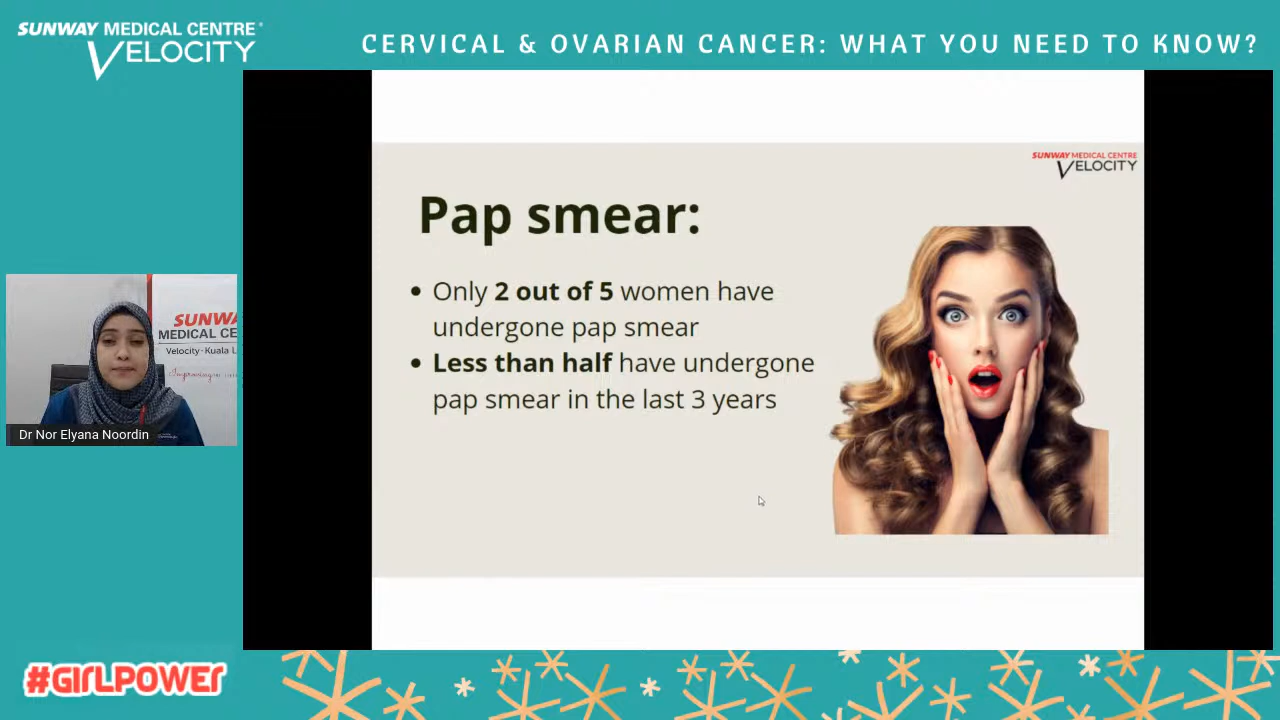 SUNWAY MEDICAL CENTRE
VELOCITY
CERVICAL & OVARIAN CANCER: WHAT YOU NEED TO KNOW?
SUNWAY MEDICAL CENTRE
VELOCITY
Pap smear:
• Only 2 out of 5 women have
undergone pap smear
• Less than half have undergone
pap smear in the last 3 years
SUNWA
MEDICAL CE
Velocity-Kuala L
Dr Nor Elyana Noordin
#GIRLPOWER